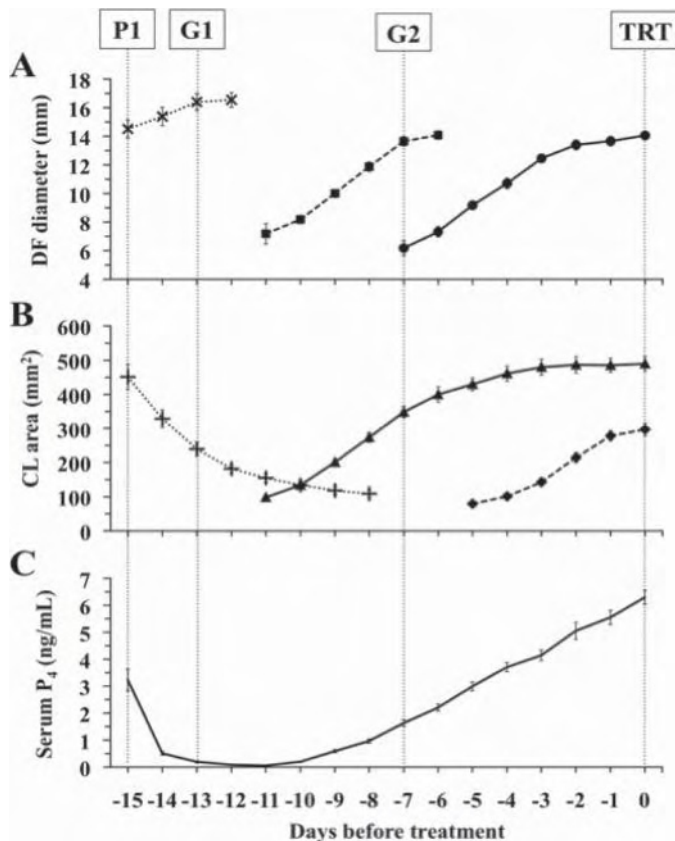 P1 G1 G2 TRT
A
DF diameter (mm)
18
16
14
12
10
8
6
4
B
CL area (mm²)
600
500
400
300
200
100
0
C
Serum P₄ (ng/mL)
7
6
5
4
3
2
1
0
-15 -14 -13 -12 -11 -10 -9 -8 -7 -6 -5 -4 -3 -2 -1 0
Days before treatment